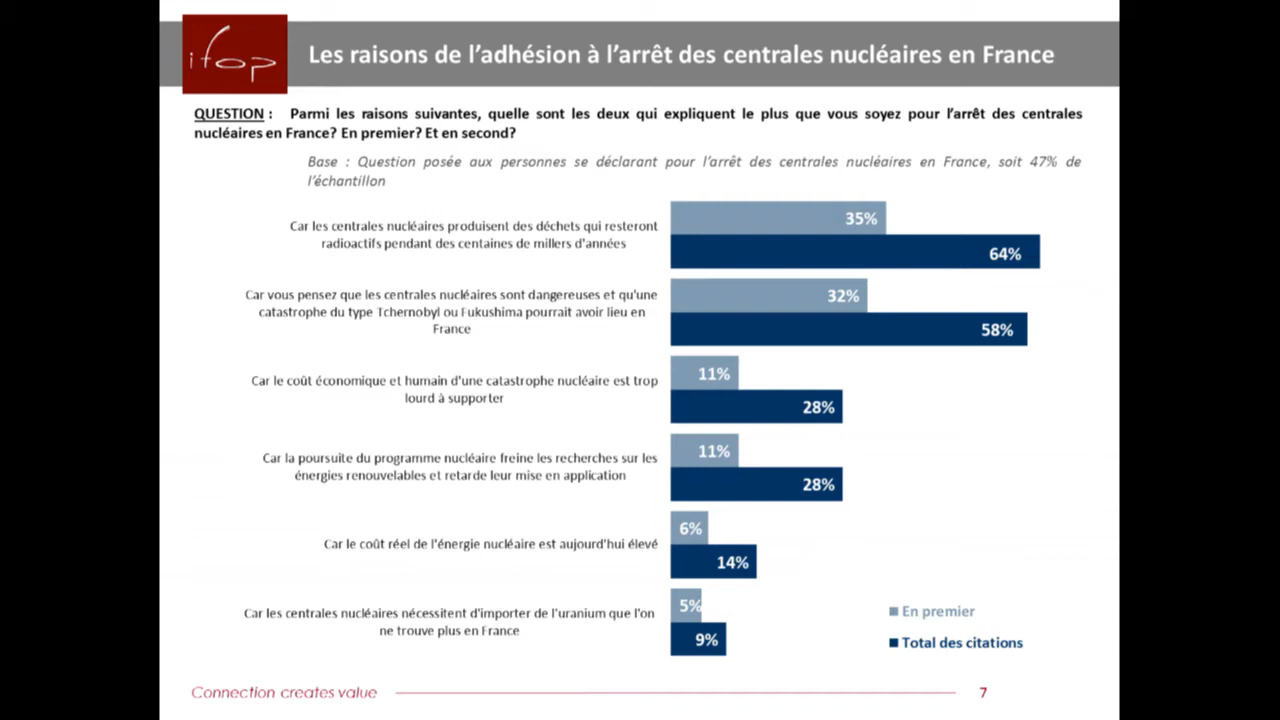 ifop
Les raisons de l'adhésion à l'arrêt des centrales nucléaires en France
QUESTION : Parmi les raisons suivantes, quelle sont les deux qui expliquent le plus que vous soyez pour l'arrêt des centrales
nucléaires en France? En premier? Et en second?
Base : Question posée aux personnes se déclarant pour l'arrêt des centrales nucléaires en France, soit 47% de
l'échantillon
Car les centrales nucléaires produisent des déchets qui resteront
radioactifs pendant des centaines de millers d'années
35%
64%
Car vous pensez que les centrales nucléaires sont dangereuses et qu'une
catastrophe du type Tchernobyl ou Fukushima pourrait avoir lieu en
France
32%
58%
Car le coût économique et humain d'une catastrophe nucléaire est trop
lourd à supporter
11%
28%
Car la poursuite du programme nucléaire freine les recherches sur les
énergies renouvelables et retarde leur mise en application
11%
28%
Car le coût réel de l'énergie nucléaire est aujourd'hui élevé
6%
14%
Car les centrales nucléaires nécessitent d'importer de l'uranium que l'on
ne trouve plus en France
5%
9%
En premier
Total des citations
Connection creates value
7